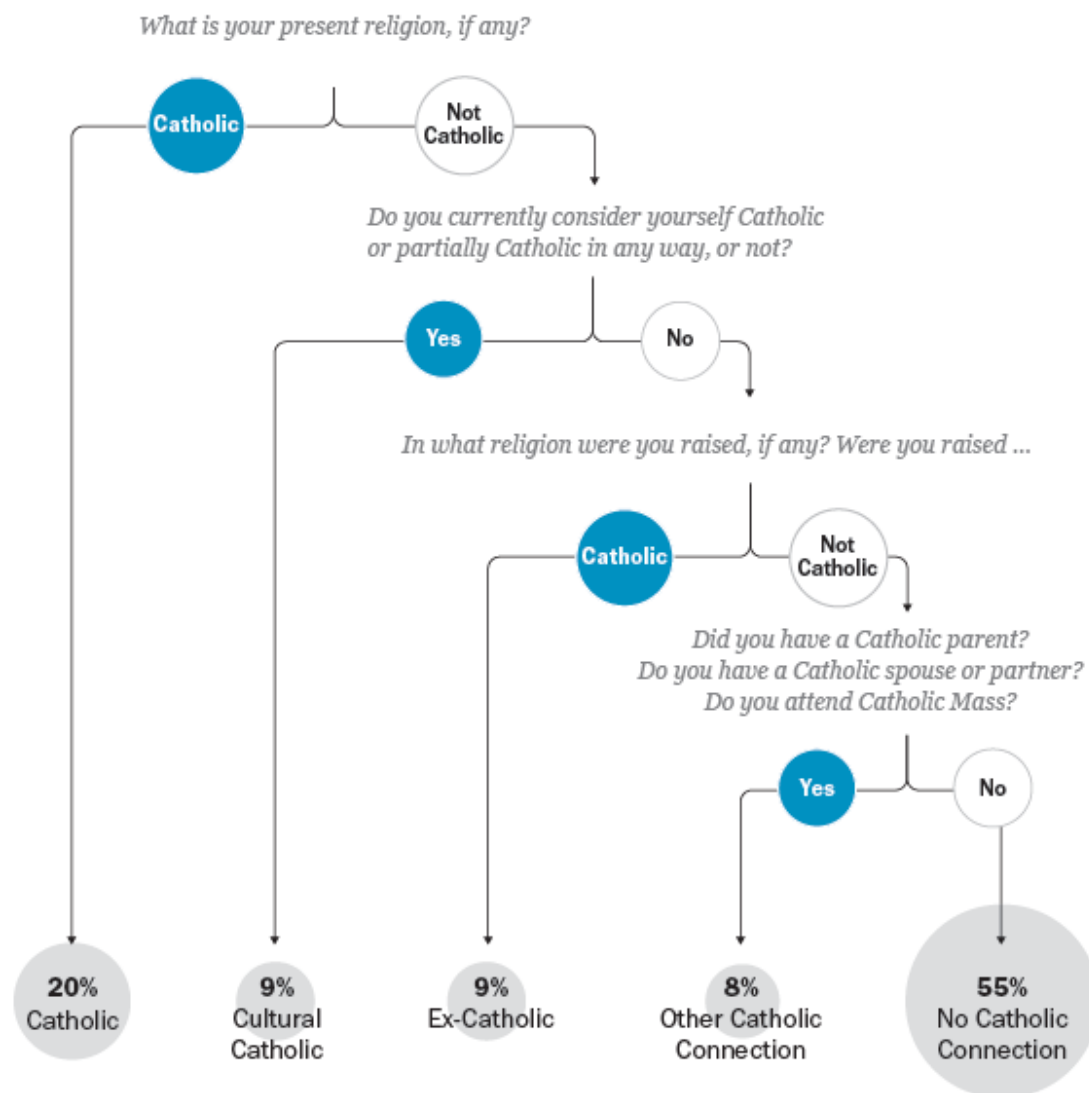 What is your present religion, if any?
Catholic
Not
Catholic
Do you currently consider yourself Catholic
or partially Catholic in any way, or not?
Yes
No
In what religion were you raised, if any? Were you raised ...
Catholic
Not
Catholic
Did you have a Catholic parent?
Do you have a Catholic spouse or partner?
Do you attend Catholic Mass?
Yes
No
20%
Catholic
9%
Cultural
Catholic
9%
Ex-Catholic
8%
Other Catholic
Connection
55%
No Catholic
Connection